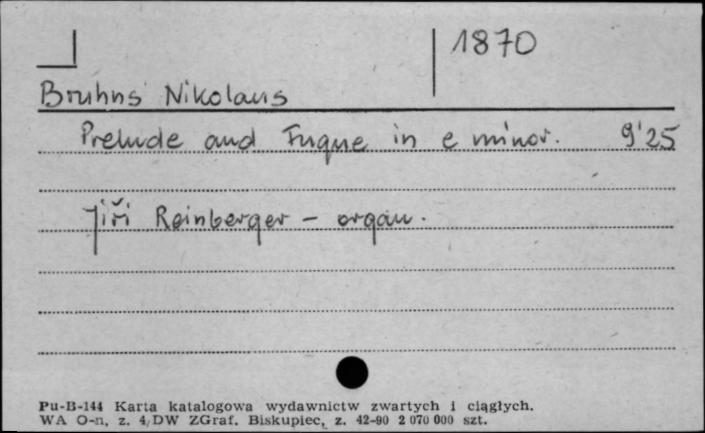 1870
Bruhns Nikolaus
Prelude and Fugue in e minor. 9'25
Jiří Reinberger - organ.
Pu-B-144 Karta katalogowa wydawnictw zwartych i ciągłych.
WA O-n, z. 4/DW ZGraf. Biskupiec, z. 42-90 2 070 000 szt.